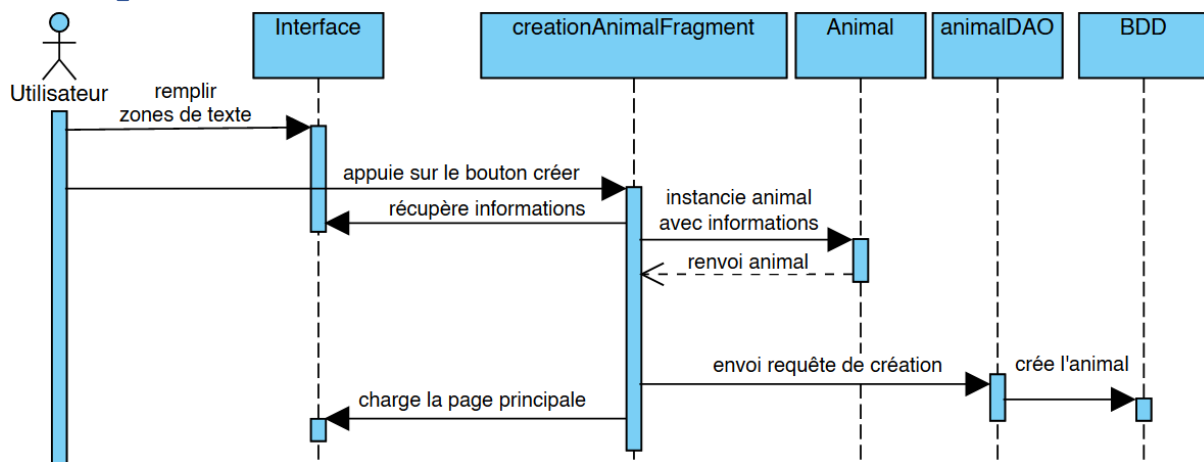 Interface
creationAnimalFragment
Animal
animalDAO
BDD
Utilisateur
remplir
zones de texte
appuie sur le bouton créer
récupère informations
instancie animal
avec informations
renvoi animal
envoi requête de création
crée l'animal
charge la page principale